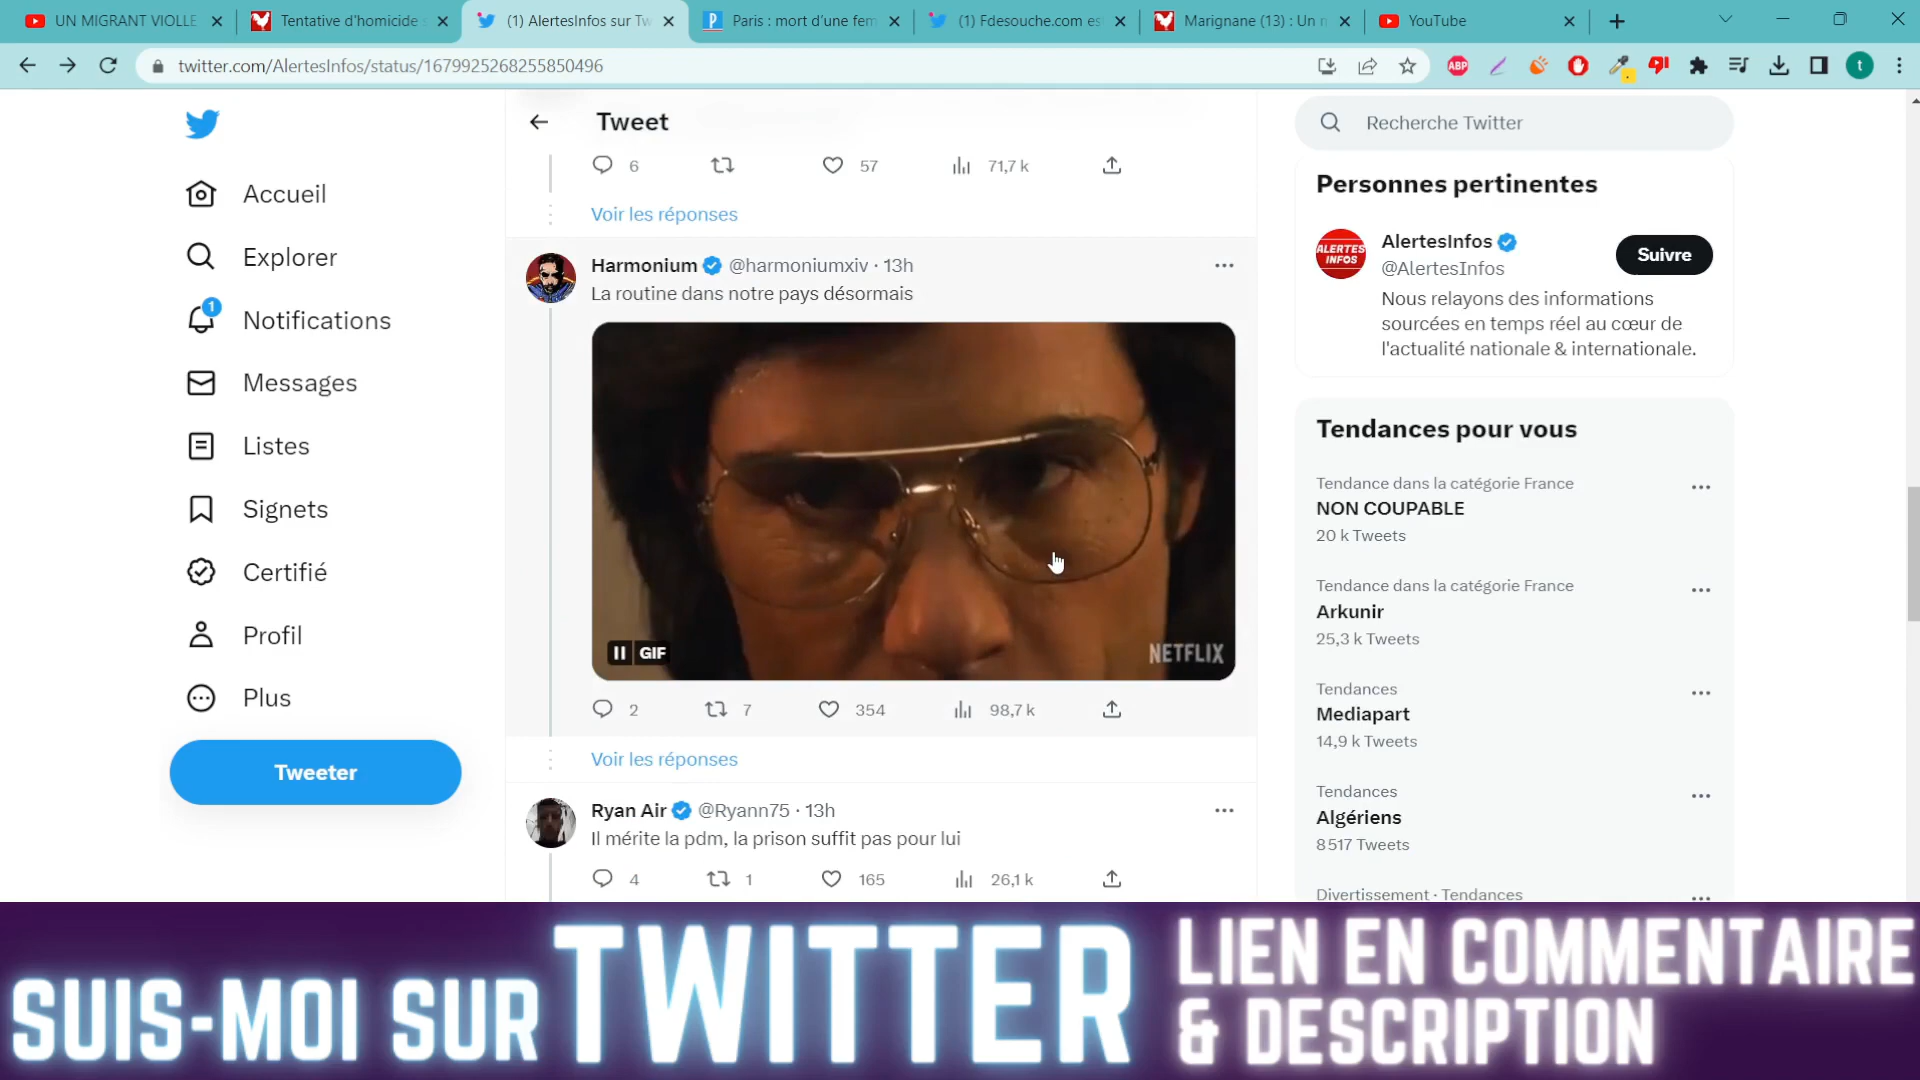 UN MIGRANT VIOLLE
Tentative d'homicide s
(1) AlertesInfos sur Tw
Paris : mort d'une fem
(1) Fdesouche.com es
Marignane (13) : Un m
YouTube
twitter.com/AlertesInfos/status/1679925268255850496
ABP
t
Accueil
Explorer
1
Notifications
Messages
Listes
Signets
Certifié
Profil
Plus
Tweeter
Tweet
6
57
71,7 k
Voir les réponses
Harmonium @harmoniumxiv · 13h
La routine dans notre pays désormais
GIF
NETFLIX
2
7
354
98,7 k
Voir les réponses
Ryan Air @Ryann75 · 13h
Il mérite la pdm, la prison suffit pas pour lui
4
1
165
26,1 k
Recherche Twitter
Personnes pertinentes
ALERTES
INFOS
AlertesInfos
@AlertesInfos
Suivre
Nous relayons des informations
sourcées en temps réel au cœur de
l'actualité nationale & internationale.
Tendances pour vous
Tendance dans la catégorie France
NON COUPABLE
20 k Tweets
Tendance dans la catégorie France
Arkunir
25,3 k Tweets
Tendances
Mediapart
14,9 k Tweets
Tendances
Algériens
8 517 Tweets
Divertissement · Tendances
SUIS-MOI SUR TWITTER
LIEN EN COMMENTAIRE
& DESCRIPTION